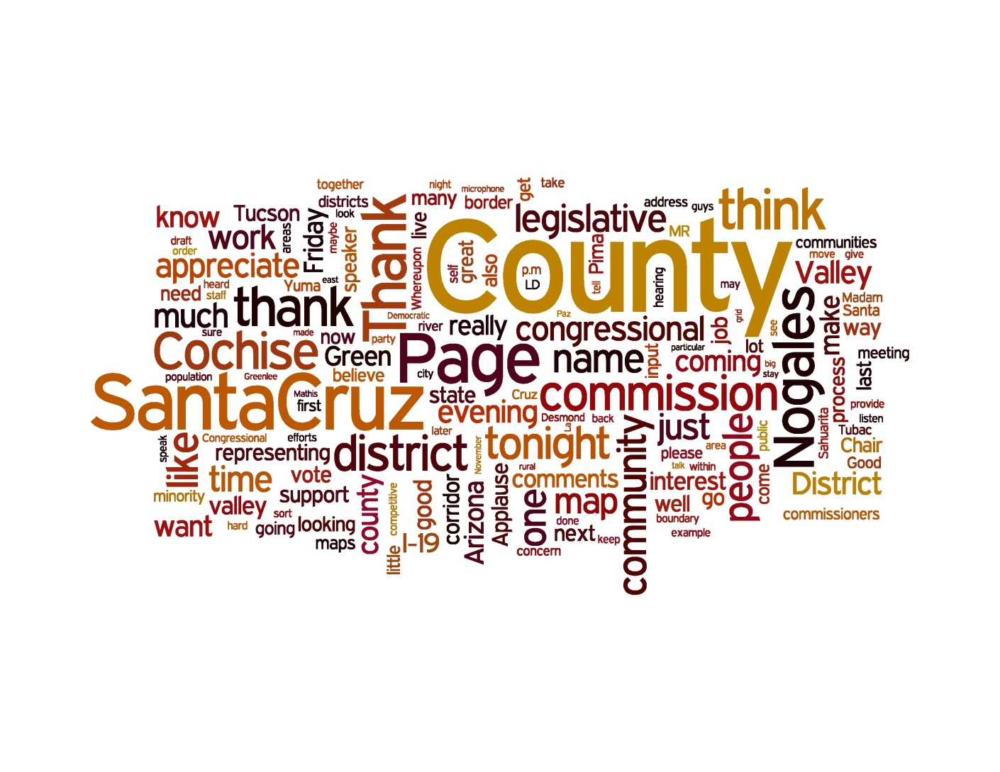 together
night
microphone
get
take
know
Tucson
districts
look
Thank
many
border
legislative
address
guys
think
draft
order
work
areas
Friday
maybe
speaker
live
Whereupon
County
MR
communities
move
give
appreciate
self
great
also
p.m
LD
Pima
tell
hearing
may
Valley
need
heard
staff
Yuma
east
much
thank
sure
made
now
Democratic
party
river
really
congressional
Paz
job
grid
see
Nogales
make
Madam
Santa
way
Cochise
Green
Page
city
name
input
particular
coming
lot
big
stay
process
last
meeting
population
Greenlee
believe
SantaCruz
Mathis
first
state
Cruz
commission
evening
Desmond
back
provide
listen
later
La
community
just
people
public
Sahuarita
Tubac
Chair
Good
speak
like
Congressional
efforts
representing
district
November
tonight
please
area
talk
within
time
vote
rural
comments
interest
come
District
minority
support
county
competitive
good
corridor
Arizona
Applause
one
map
well
go
boundary
commissioners
valley
sort
want
hard
going
looking
maps
little
I-19
done
next
keep
concern
example